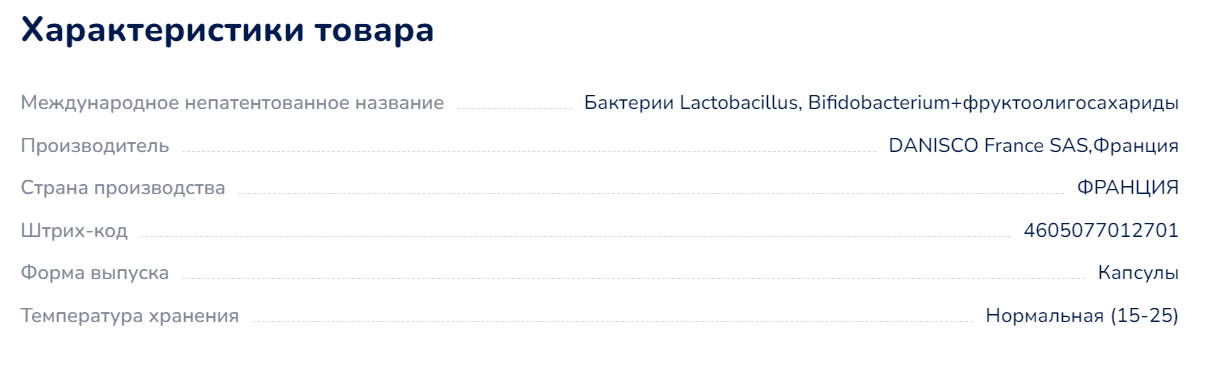 Характеристики товара
Международное непатентованное название Бактерии Lactobacillus, Bifidobacterium+фруктоолигосахариды
Производитель DANISCO France SAS,Франция
Страна производства ФРАНЦИЯ
Штрих-код 4605077012701
Форма выпуска Капсулы
Температура хранения Нормальная (15-25)